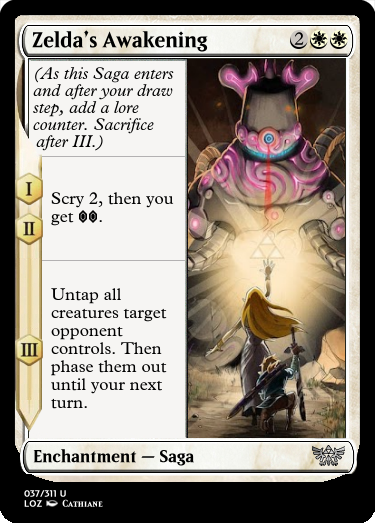 Zelda's Awakening 2
(As this Saga enters
and after your draw
step, add a lore
counter. Sacrifice
after III.)
I
II
Scry 2, then you
get.
III
Untap all
creatures target
opponent
controls. Then
phase them out
until your next
turn.
Enchantment — Saga
037/311 U
LOZ Cathiane